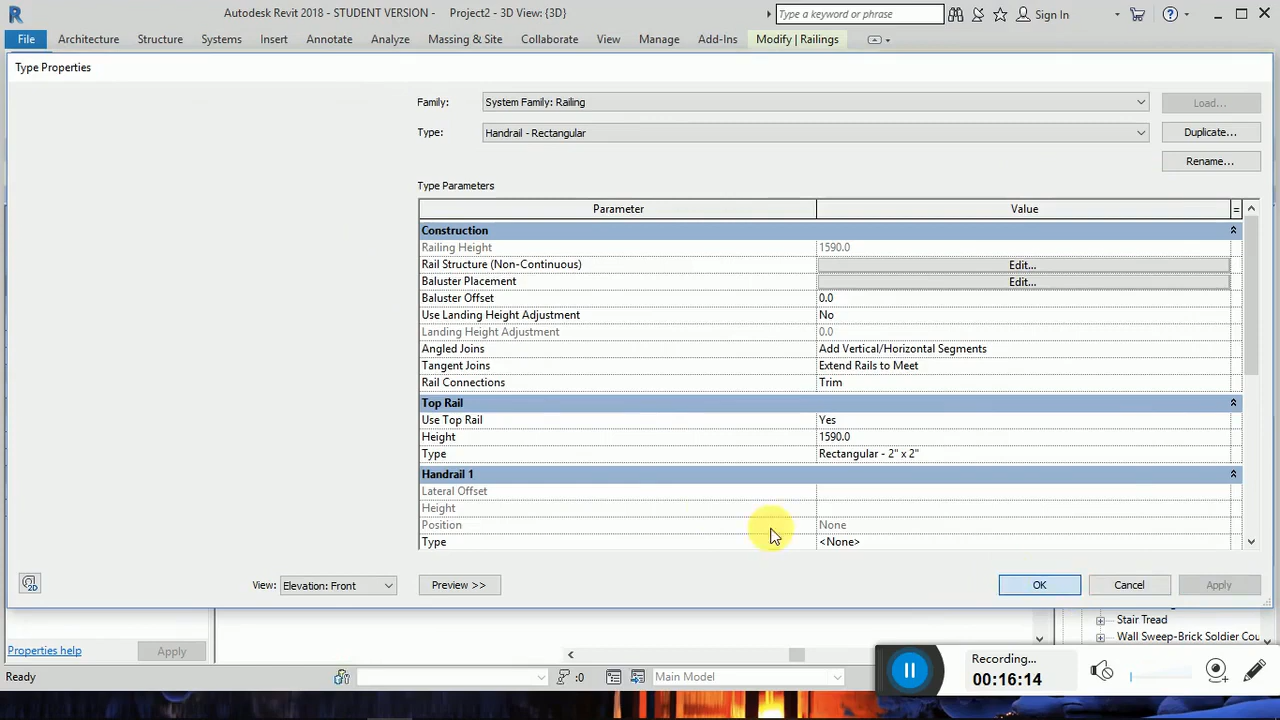 Autodesk Revit 2018 - STUDENT VERSION - Project2 - 3D View: {3D}
Type a keyword or phrase
Sign In
File Architecture Structure Systems Insert Annotate Analyze Massing & Site Collaborate View Manage Add-Ins Modify | Railings
Type Properties
Family: System Family: Railing Load...
Type: Handrail - Rectangular Duplicate...
Rename...
Type Parameters
Parameter Value =
Construction
Railing Height 1590.0
Rail Structure (Non-Continuous) Edit...
Baluster Placement Edit...
Baluster Offset 0.0
Use Landing Height Adjustment No
Landing Height Adjustment 0.0
Angled Joins Add Vertical/Horizontal Segments
Tangent Joins Extend Rails to Meet
Rail Connections Trim
Top Rail
Use Top Rail Yes
Height 1590.0
Type Rectangular - 2" x 2"
Handrail 1
Lateral Offset
Height
Position None
Type <None>
2D View: Elevation: Front Preview >> OK Cancel Apply
Stair Tread
Wall Sweep-Brick Soldier Cou
Properties help Apply
Ready :0 Main Model
Recording...
00:16:14